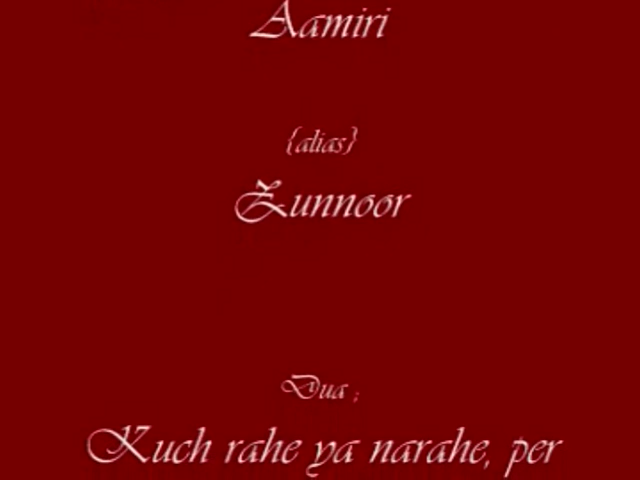 Aamiri
{alias}
Zunnoor
Dua ;
Kuch rahe ya narahe, per